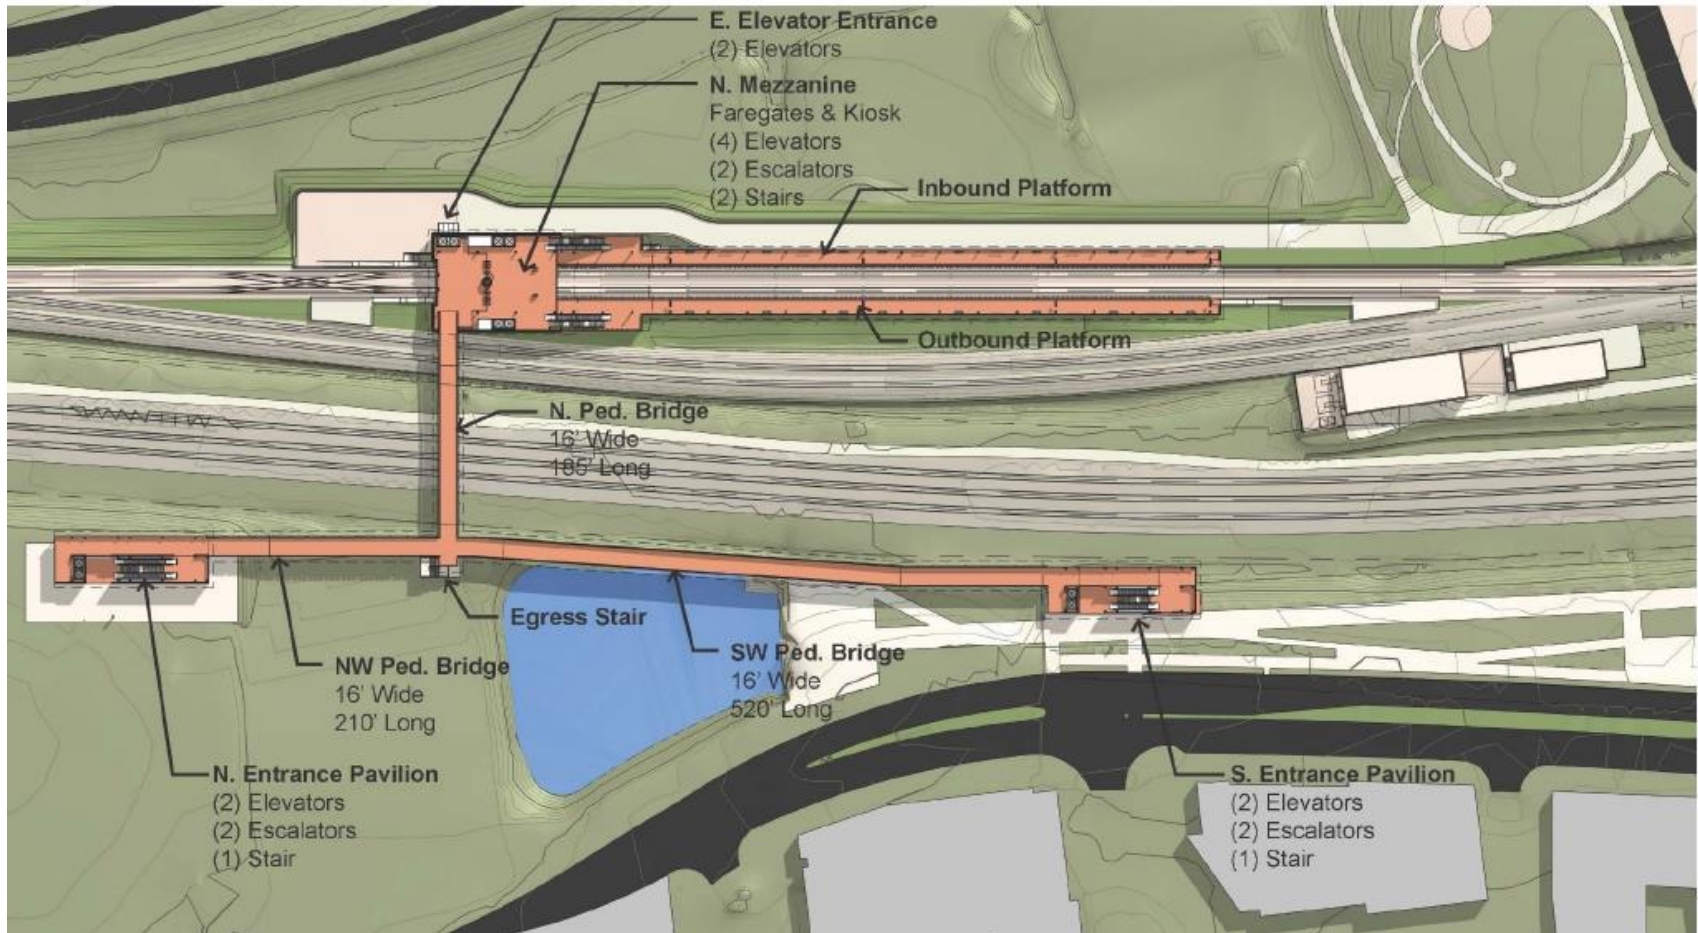 E. Elevator Entrance
(2) Elevators
N. Mezzanine
Faregates & Kiosk
(4) Elevators
(2) Escalators
(2) Stairs
Inbound Platform
Outbound Platform
N. Ped. Bridge
16' Wide
185' Long
Egress Stair
NW Ped. Bridge
16' Wide
210' Long
SW Ped. Bridge
16' Wide
520' Long
N. Entrance Pavilion
(2) Elevators
(2) Escalators
(1) Stair
S. Entrance Pavilion
(2) Elevators
(2) Escalators
(1) Stair